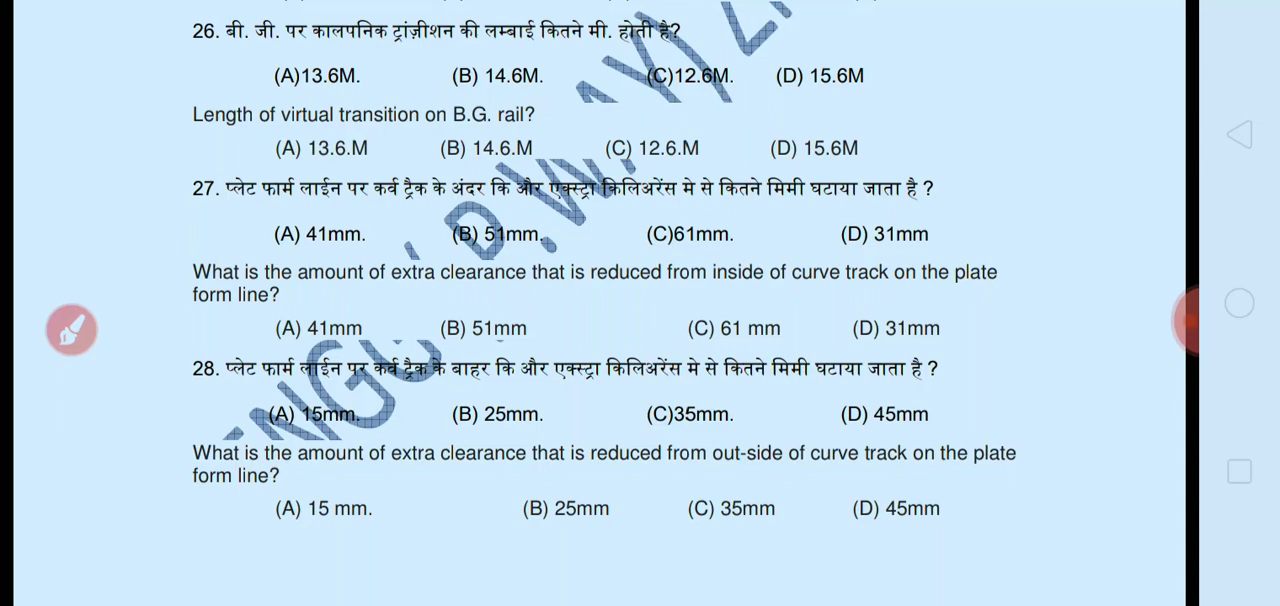 26. बी. जी. पर कालपनिक ट्रांज़ीशन की लम्बाई कितने मी. होती है?
(A)13.6M. (B) 14.6M. (C)12.6M. (D) 15.6M
Length of virtual transition on B.G. rail?
(A) 13.6.M (B) 14.6.M (C) 12.6.M (D) 15.6M
27. प्लेट फार्म लाईन पर कर्व ट्रैक के अंदर कि और एक्स्ट्रा किलिअरेंस मे से कितने मिमी घटाया जाता है ?
(A) 41mm. (B) 51mm. (C)61mm. (D) 31mm
What is the amount of extra clearance that is reduced from inside of curve track on the plate
form line?
(A) 41mm (B) 51mm (C) 61 mm (D) 31mm
28. प्लेट फार्म लाईन पर कर्व ट्रैक के बाहर कि और एक्स्ट्रा किलिअरेंस मे से कितने मिमी घटाया जाता है ?
(A) 15mm. (B) 25mm. (C)35mm. (D) 45mm
What is the amount of extra clearance that is reduced from out-side of curve track on the plate
form line?
(A) 15 mm. (B) 25mm (C) 35mm (D) 45mm